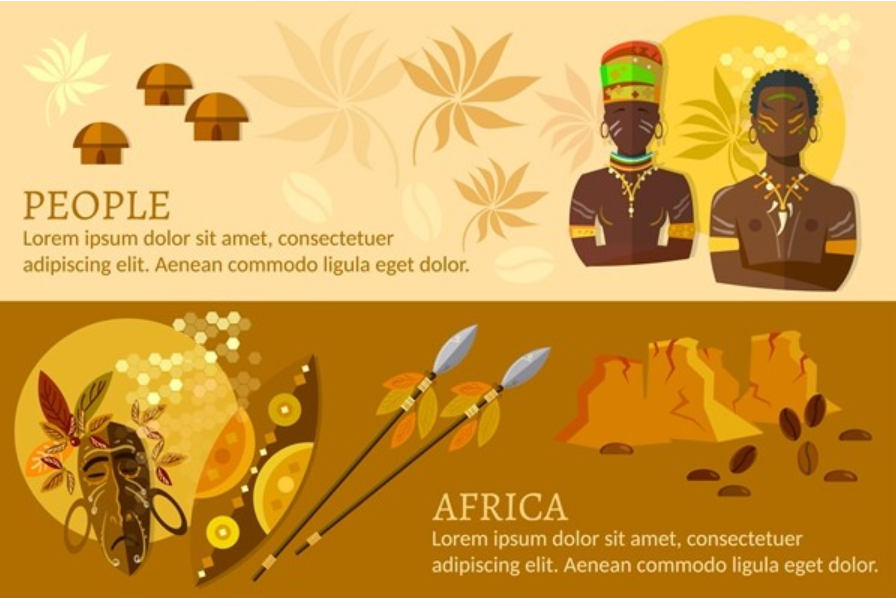 PEOPLE
Lorem ipsum dolor sit amet, consectetuer
adipiscing elit. Aenean commodo ligula eget dolor.
AFRICA
Lorem ipsum dolor sit amet, consectetuer
adipiscing elit. Aenean commodo ligula eget dolor.